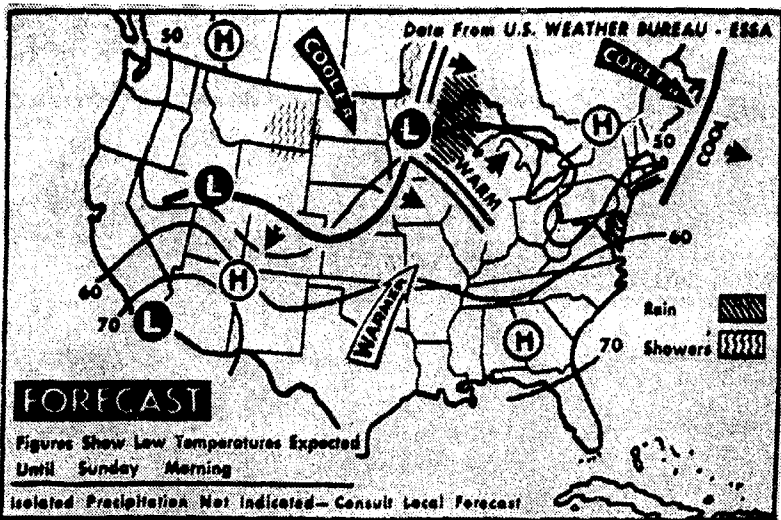 Data From U.S. WEATHER BUREAU - ESSA
50
H
COOLER
COOLER
L
H
50
COOL
WARM
L
60
H
60
70
L
WARMER
H
70
Rain
Showers
FORECAST
Figures Show Low Temperatures Expected
Until Sunday Morning
Isolated Precipitation Not Indicated— Consult Local Forecast